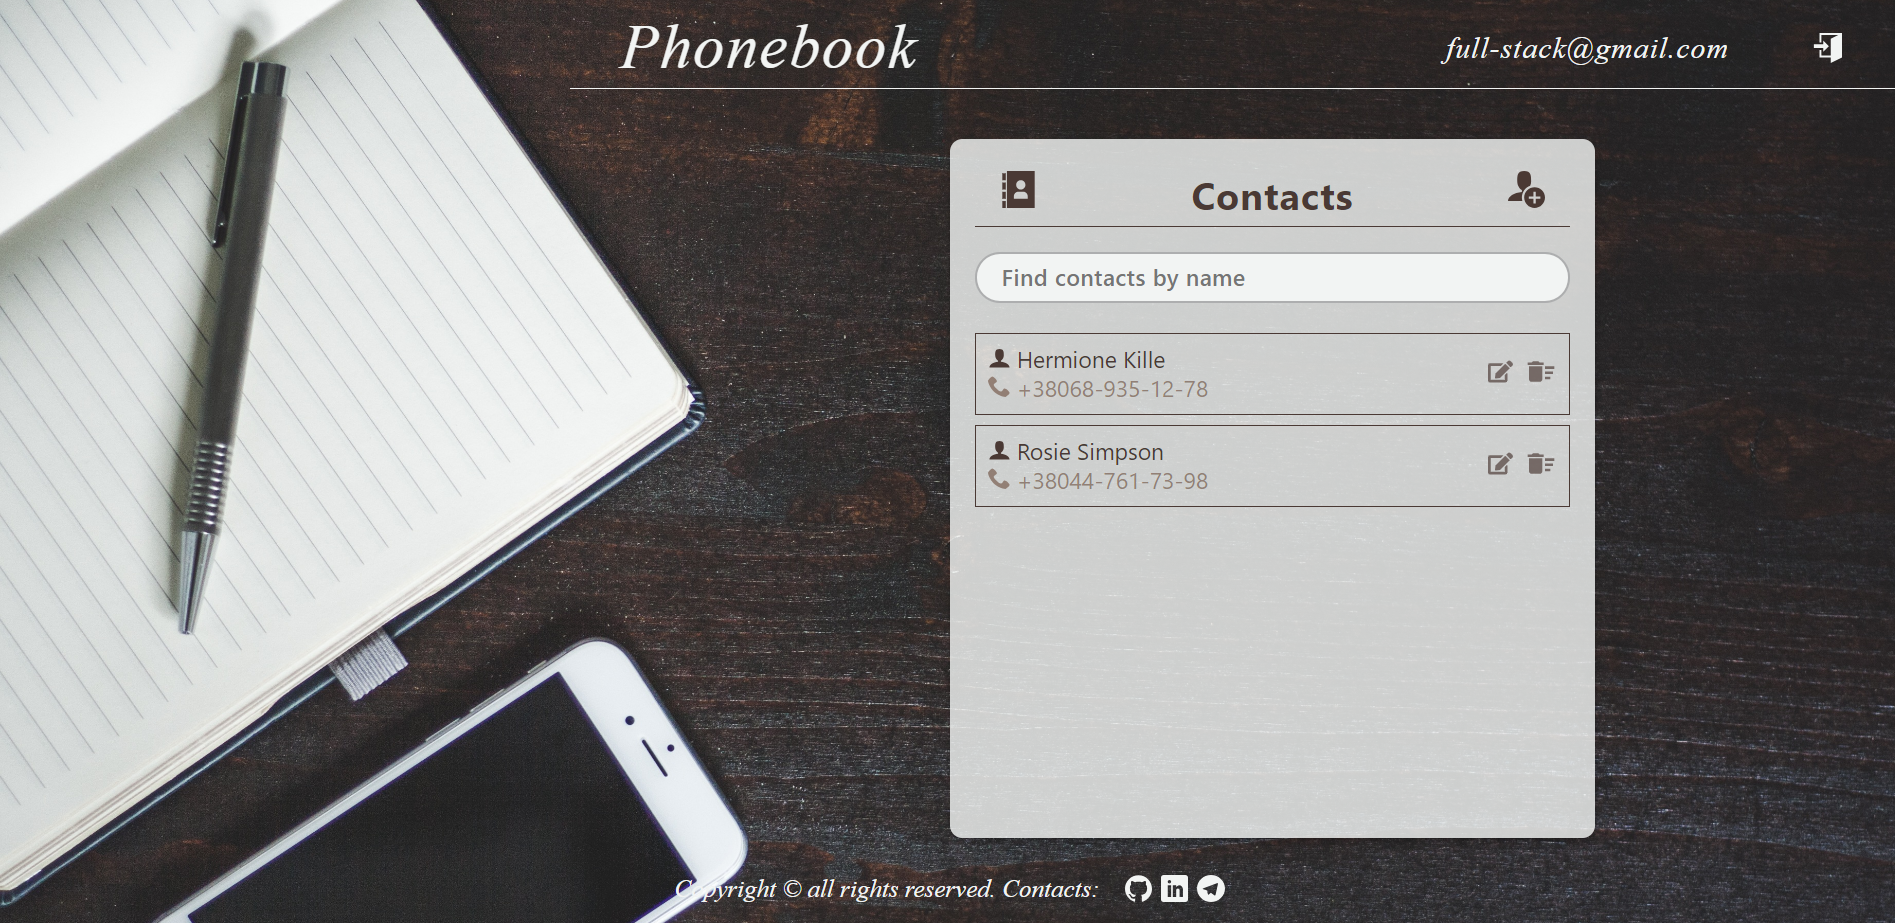 Phonebook
full-stack@gmail.com
Contacts
Find contacts by name
Hermione Kille
+38068-935-12-78
Rosie Simpson
+38044-761-73-98
Copyright © all rights reserved. Contacts:
in